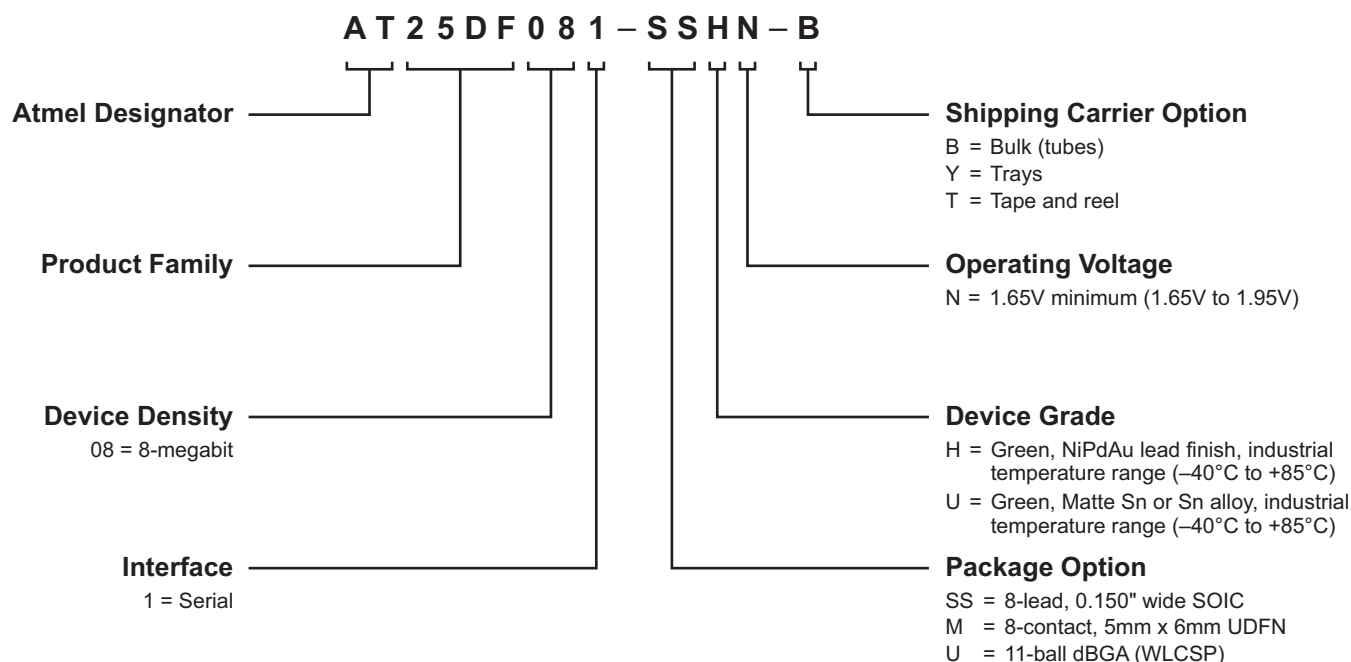 AT25DF081–SSHN–B
Atmel Designator
Product Family
Device Density
08 = 8-megabit
Interface
1 = Serial
Shipping Carrier Option
B = Bulk (tubes)
Y = Trays
T = Tape and reel
Operating Voltage
N = 1.65V minimum (1.65V to 1.95V)
Device Grade
H = Green, NiPdAu lead finish, industrial
temperature range (–40°C to +85°C)
U = Green, Matte Sn or Sn alloy, industrial
temperature range (–40°C to +85°C)
Package Option
SS = 8-lead, 0.150" wide SOIC
M = 8-contact, 5mm x 6mm UDFN
U = 11-ball dBGA (WLCSP)